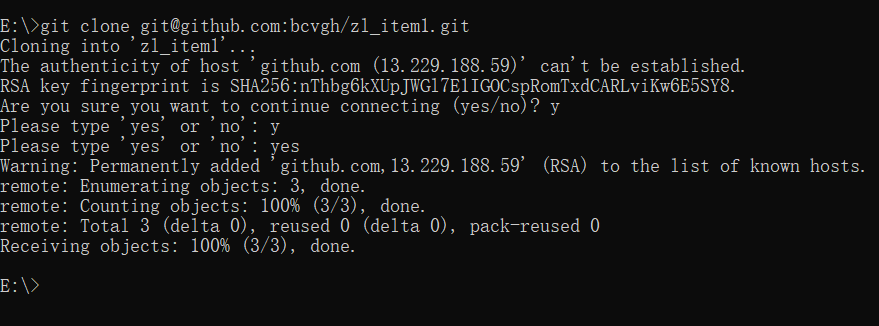 E:\>git clone git@github.com:bcvgh/zl_item1.git
Cloning into 'zl_item1'...
The authenticity of host 'github.com (13.229.188.59)' can't be established.
RSA key fingerprint is SHA256:nThbg6kXUpJWGl7E1IGOCspRomTxdCARLviKw6E5SY8.
Are you sure you want to continue connecting (yes/no)? y
Please type 'yes' or 'no': y
Please type 'yes' or 'no': yes
Warning: Permanently added 'github.com,13.229.188.59' (RSA) to the list of known hosts.
remote: Enumerating objects: 3, done.
remote: Counting objects: 100% (3/3), done.
remote: Total 3 (delta 0), reused 0 (delta 0), pack-reused 0
Receiving objects: 100% (3/3), done.
E:\>